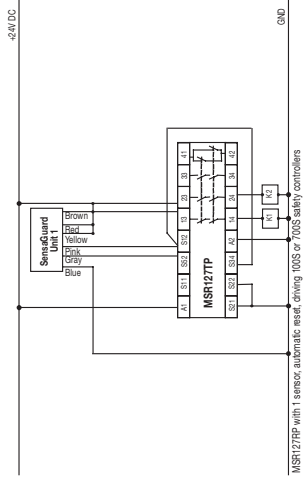 +24V DC
SensaGuard
Unit 1
Brown
Red
Yellow
Pink
Gray
Blue
A1 S11 S52 S12 13 23 33 41
MSR127TP
S21 S22 S34 A2 14 24 34 42
K1 K2
GND
MSR127RP with 1 sensor, automatic reset, driving 100S or 700S safety controllers